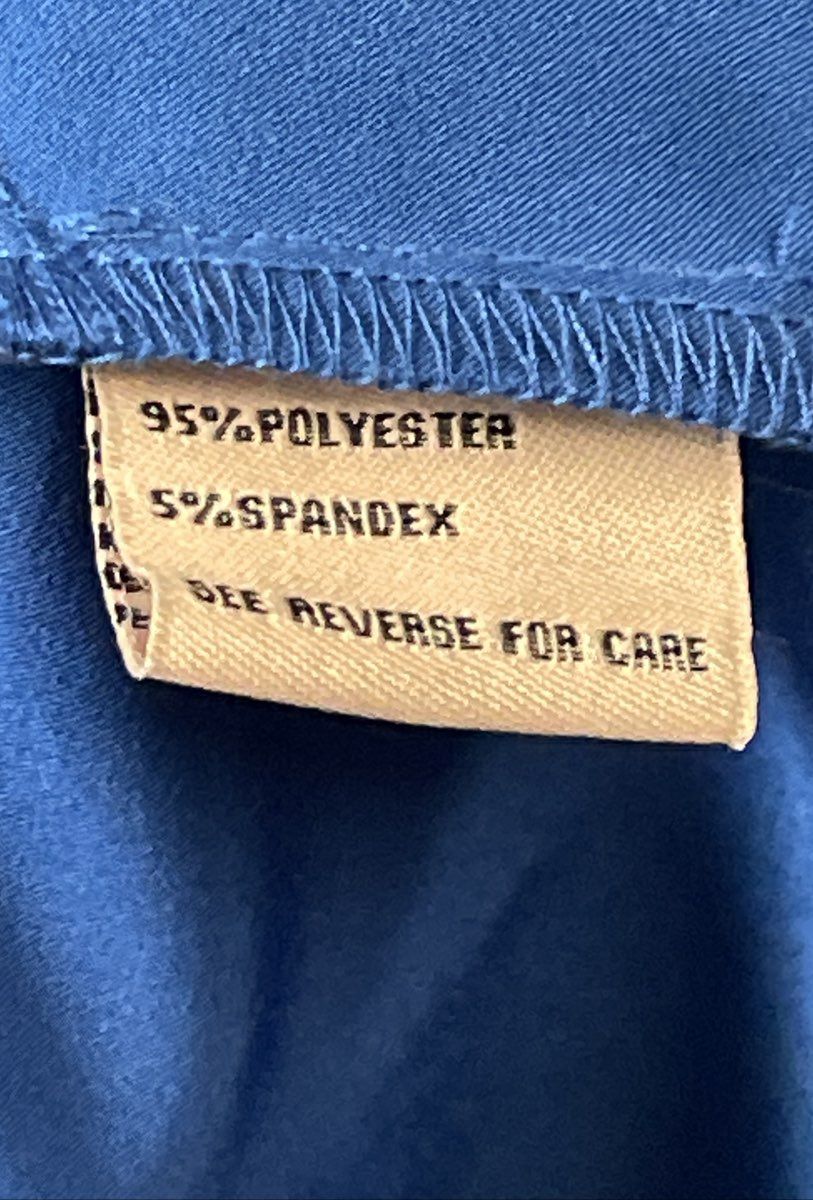 95%POLYESTER
5%SPANDEX
SEE REVERSE FOR CARE